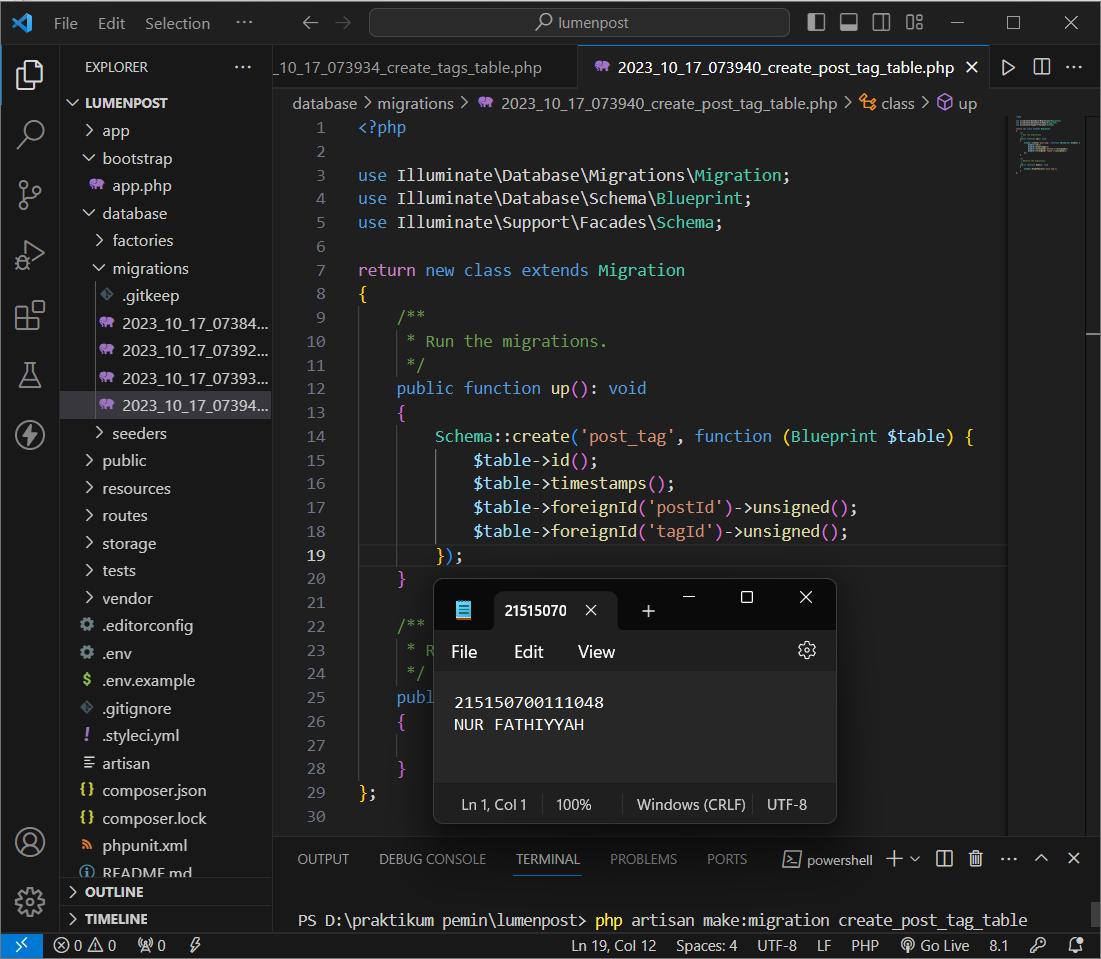 File Edit Selection ··· lumenpost
EXPLORER ···
LUMENPOST
app
bootstrap
app.php
database
factories
migrations
.gitkeep
2023_10_17_07384...
2023_10_17_07392...
2023_10_17_07393...
2023_10_17_07394...
seeders
public
resources
routes
storage
tests
vendor
.editorconfig
.env
.env.example
.gitignore
.styleci.yml
artisan
composer.json
composer.lock
phpunit.xml
README.md
OUTLINE
TIMELINE
_10_17_073934_create_tags_table.php 2023_10_17_073940_create_post_tag_table.php
database > migrations > 2023_10_17_073940_create_post_tag_table.php > class > up
1 <?php
2
3 use Illuminate\Database\Migrations\Migration;
4 use Illuminate\Database\Schema\Blueprint;
5 use Illuminate\Support\Facades\Schema;
6
7 return new class extends Migration
8 {
9 /**
10 * Run the migrations.
11 */
12 public function up(): void
13 {
14 Schema::create('post_tag', function (Blueprint $table) {
15 $table->id();
16 $table->timestamps();
17 $table->foreignId('postId')->unsigned();
18 $table->foreignId('tagId')->unsigned();
19 });
20 }
21
22 /**
23 * R
24 */
25 publ
26 {
27
28 }
29 };
30
21515070
File Edit View
215150700111048
NUR FATHIYYAH
Ln 1, Col 1 100% Windows (CRLF) UTF-8
OUTPUT DEBUG CONSOLE TERMINAL PROBLEMS PORTS powershell
PS D:\praktikum pemin\lumenpost> php artisan make:migration create_post_tag_table
0 0 0 Ln 19, Col 12 Spaces: 4 UTF-8 LF PHP Go Live 8.1